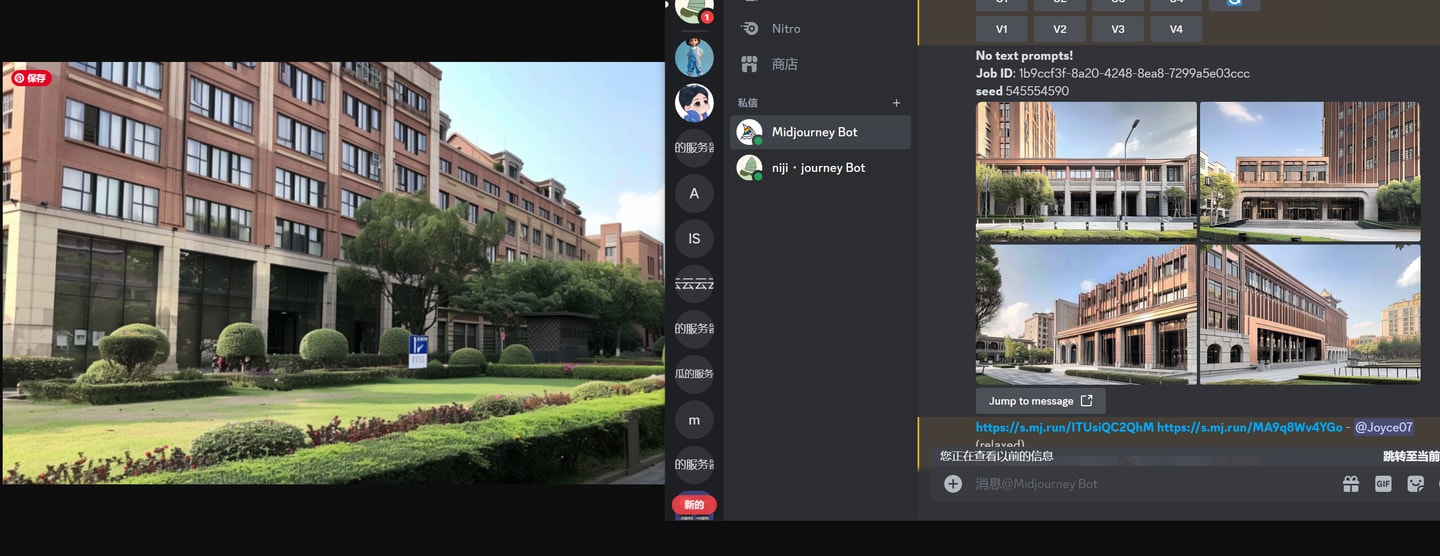 保存
1
Nitro
商店
私信
Midjourney Bot
niji・journey Bot
的服务器
A
IS
云云云云
的服务器
瓜的服务
m
的服务器
新的
V1 V2 V3 V4
No text prompts!
Job ID: 1b9ccf3f-8a20-4248-8ea8-7299a5e03ccc
seed 545554590
Jump to message
https://s.mj.run/ITUsiQC2QhM https://s.mj.run/MA9q8Wv4YGo - @Joyce07
(relaxed)
您正在查看以前的信息 跳转至当前
消息@Midjourney Bot
GIF